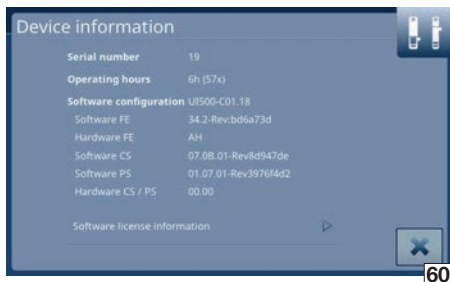 Device information
Serial number 19
Operating hours 6h (57x)
Software configuration UI500-C01.18
Software FE 34.2-Rev:bd6a73d
Hardware FE AH
Software CS 07.0B.01-Rev8d947de
Software PS 01.07.01-Rev3976f4d2
Hardware CS / PS 00.00
Software license information
60